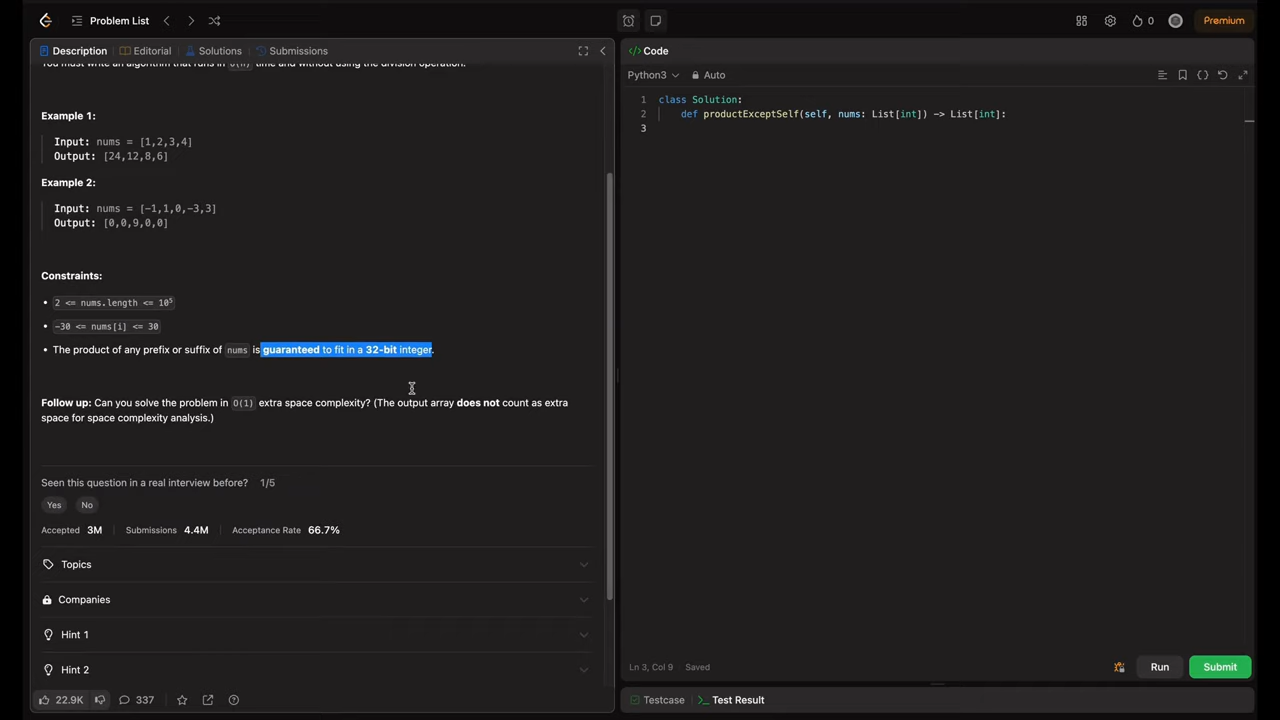 Problem List
0
Premium
Description
Editorial
Solutions
Submissions
You must write an algorithm that runs in O(n) time and without using the division operation.
Example 1:
Input: nums = [1,2,3,4]
Output: [24,12,8,6]
Example 2:
Input: nums = [-1,1,0,-3,3]
Output: [0,0,9,0,0]
Constraints:
• 2 <= nums.length <= 10⁵
• -30 <= nums[i] <= 30
• The product of any prefix or suffix of nums is guaranteed to fit in a 32-bit integer.
Follow up: Can you solve the problem in O(1) extra space complexity? (The output array does not count as extra
space for space complexity analysis.)
Seen this question in a real interview before? 1/5
Yes No
Accepted 3M Submissions 4.4M Acceptance Rate 66.7%
Topics
Companies
Hint 1
Hint 2
22.9K 337
</> Code
Python3 Auto
1 class Solution:
2 def productExceptSelf(self, nums: List[int]) -> List[int]:
3
Ln 3, Col 9 Saved
Run
Submit
Testcase
Test Result